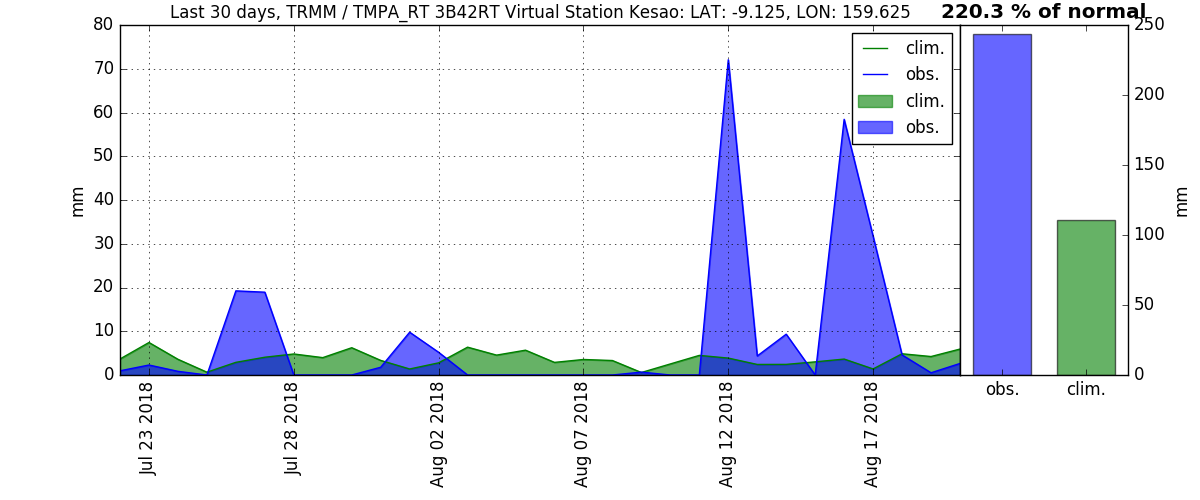 Last 30 days, TRMM / TMPA_RT 3B42RT Virtual Station Kesao: LAT: -9.125, LON: 159.625
220.3 % of normal
80
70
60
50
40
30
20
10
0
mm
clim.
obs.
clim.
obs.
Jul 23 2018
Jul 28 2018
Aug 02 2018
Aug 07 2018
Aug 12 2018
Aug 17 2018
250
200
150
100
50
0
mm
obs.
clim.